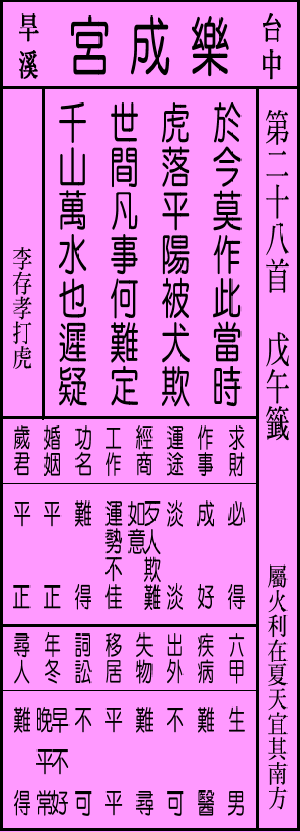 台中
樂成宮
旱溪
第二十八首　戊午籤
屬火利在夏天宜其南方
於今莫作此當時
虎落平陽被犬欺
世間凡事何難定
千山萬水也遲疑
李存孝打虎
求財　必得
作事　成好
運途　淡淡
經商　歹人欺難如意
工作　運勢不佳
功名　難得
婚姻　平正
歲君　平正
六甲　生男
疾病　難醫
出外　不可
失物　難尋
移居　平平
詞訟　不可
年冬　早不好晚平常
尋人　難得